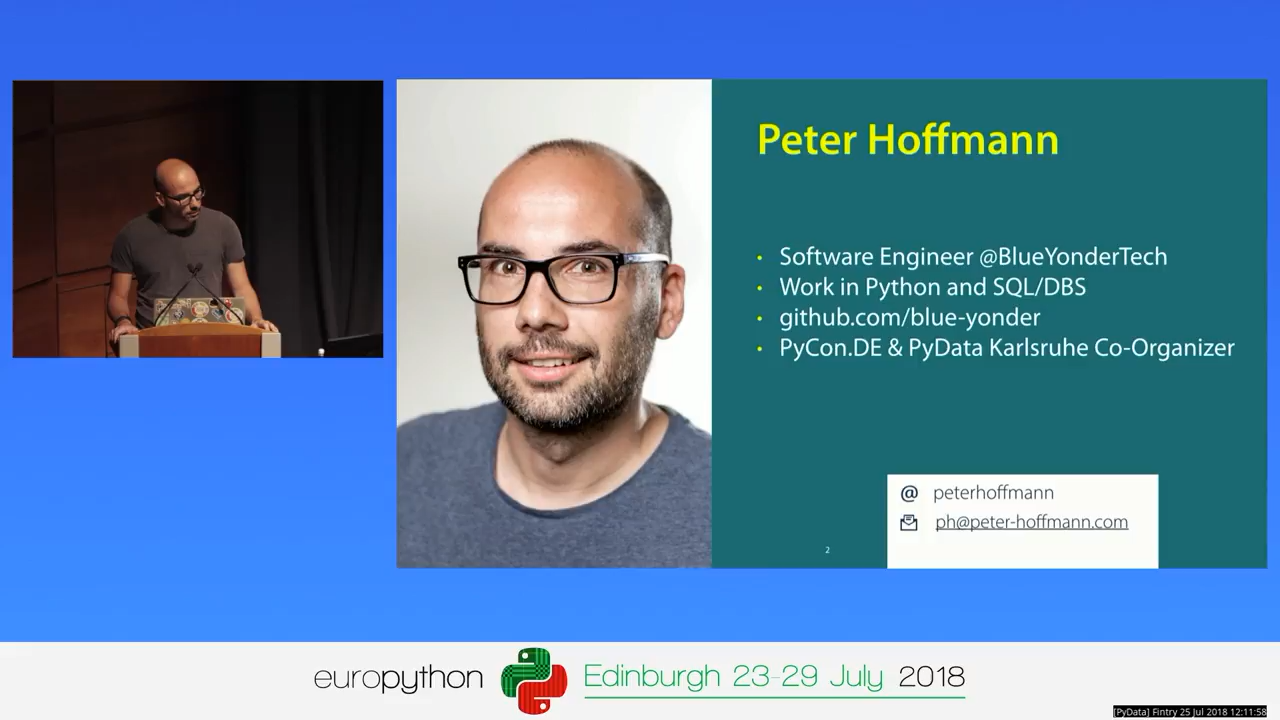 Peter Hoffmann
• Software Engineer @BlueYonderTech
• Work in Python and SQL/DBS
• github.com/blue-yonder
• PyCon.DE & PyData Karlsruhe Co-Organizer
@ peterhoffmann
ph@peter-hoffmann.com
2
europython Edinburgh 23-29 July 2018
[PyData] Fintry 25 Jul 2018 12:11:58